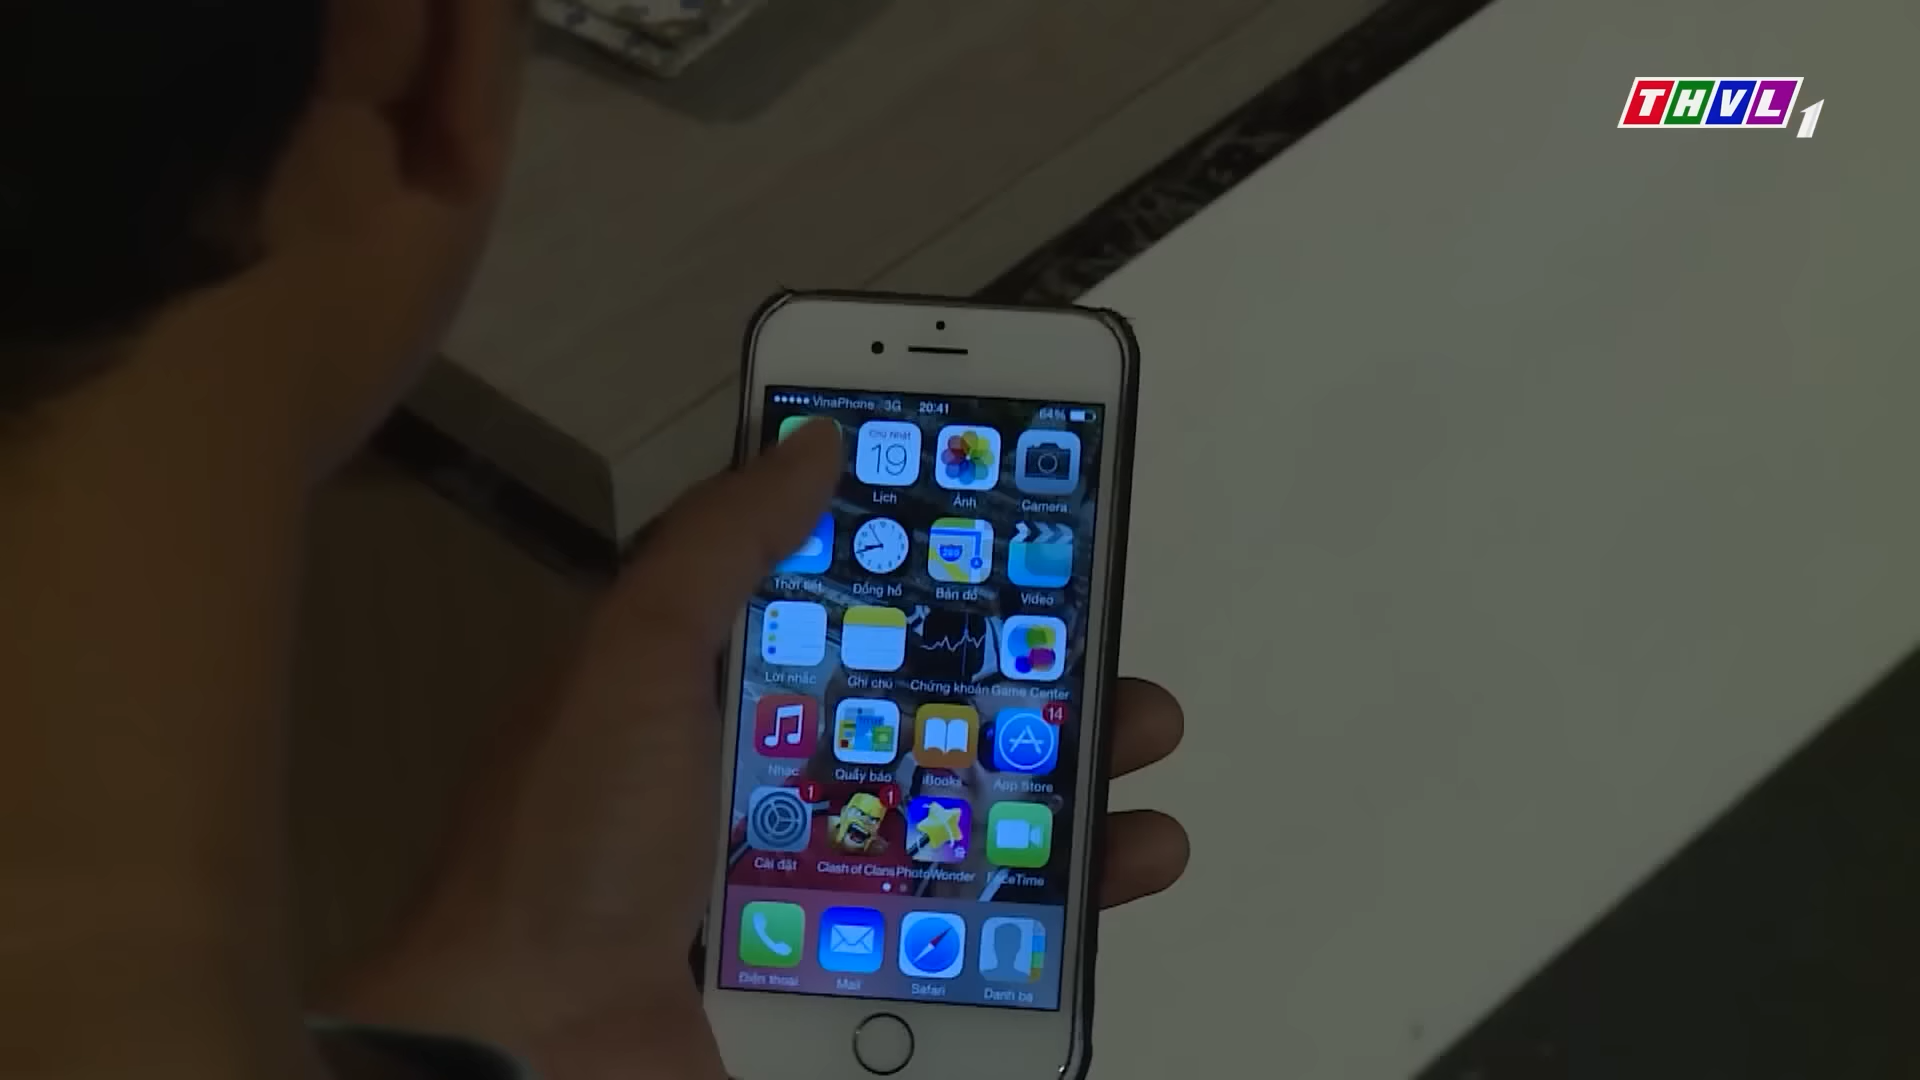 THVL1
VinaPhone 3G 20:41 64%
Chủ Nhật
19
Lịch Ảnh Camera
280
Thời tiết Đồng hồ Bản đồ Video
Lời nhắc Ghi chú Chứng khoán Game Center
14
Nhạc Quầy báo iBooks App Store
1 1
Cài đặt Clash of Clans PhotoWonder FaceTime
Điện thoại Mail Safari Danh bạ